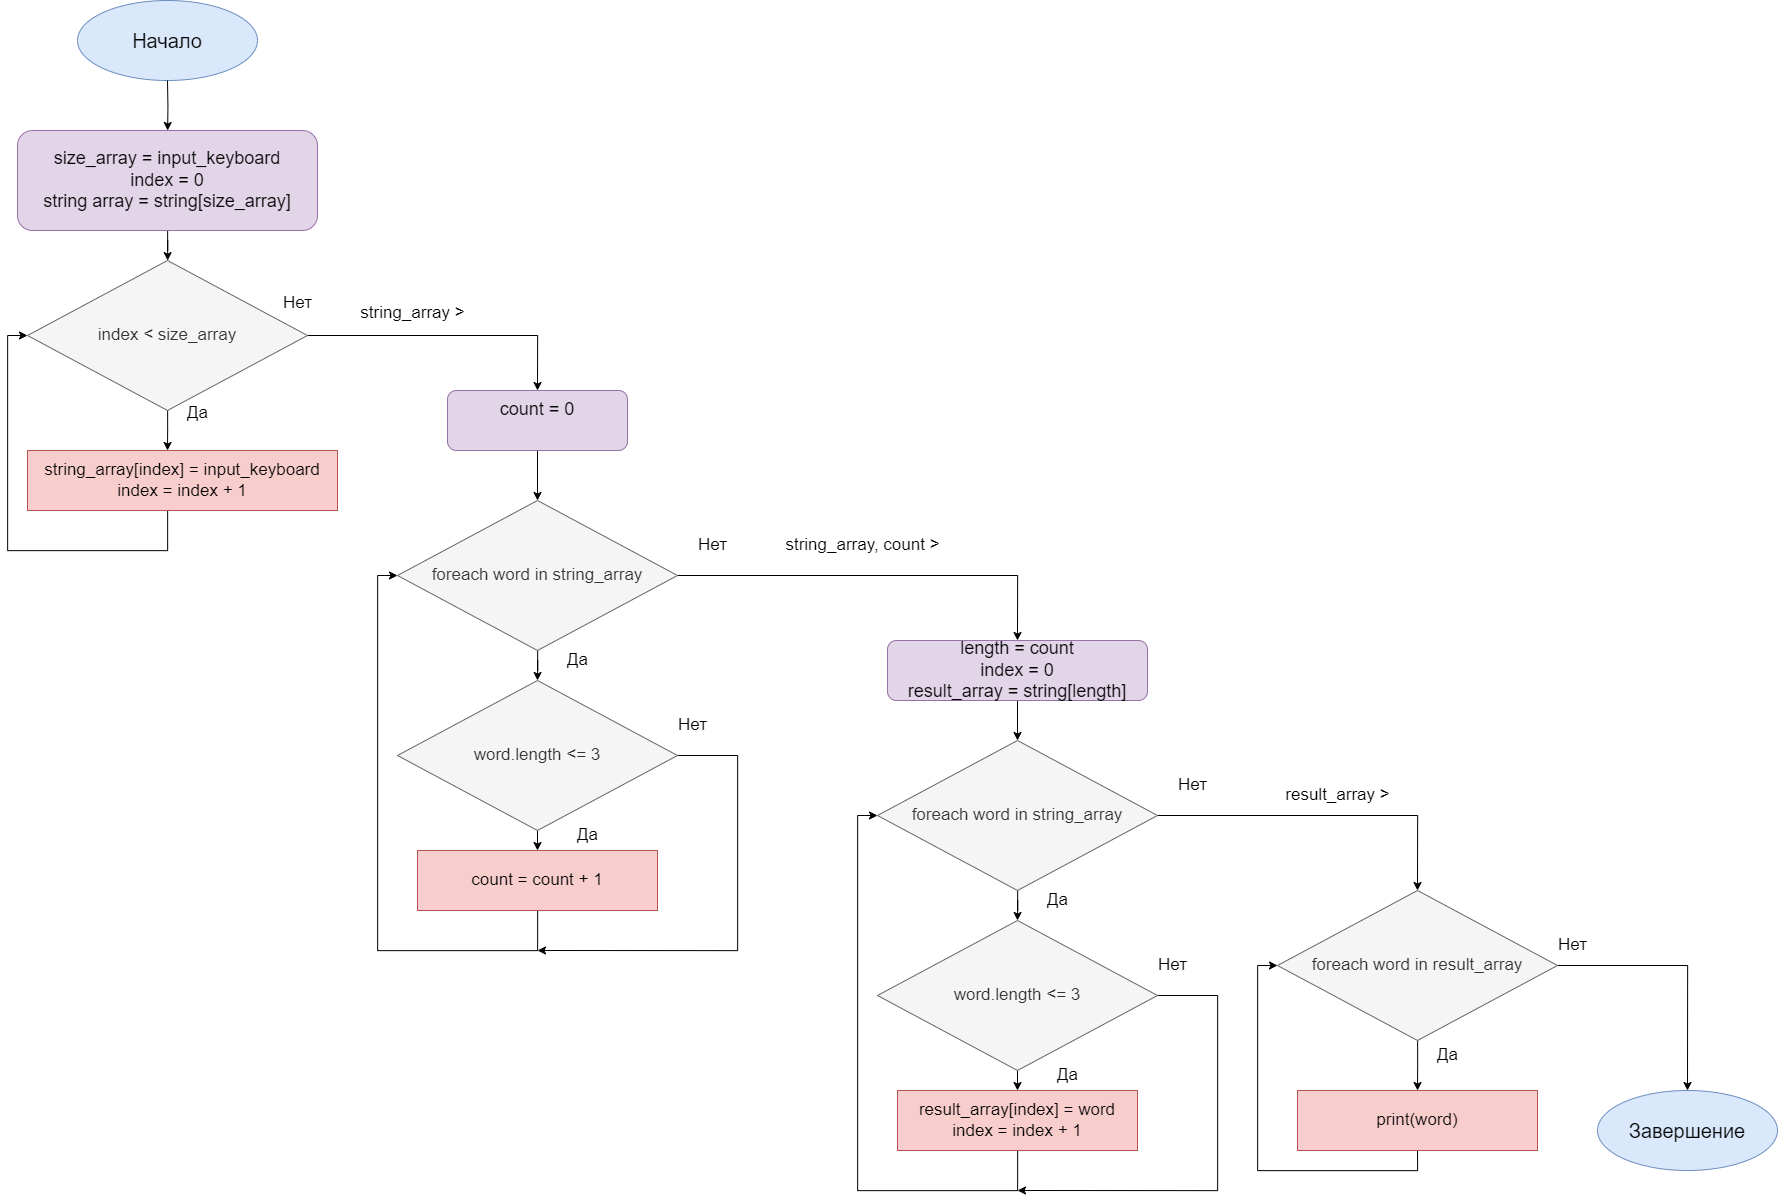 Начало
size_array = input_keyboard
index = 0
string array = string[size_array]
index < size_array
Нет
string_array >
Да
string_array[index] = input_keyboard
index = index + 1
count = 0
foreach word in string_array
Нет
string_array, count >
Да
word.length <= 3
Нет
Да
count = count + 1
length = count
index = 0
result_array = string[length]
foreach word in string_array
Нет
result_array >
Да
word.length <= 3
Нет
Да
result_array[index] = word
index = index + 1
foreach word in result_array
Нет
Да
print(word)
Завершение